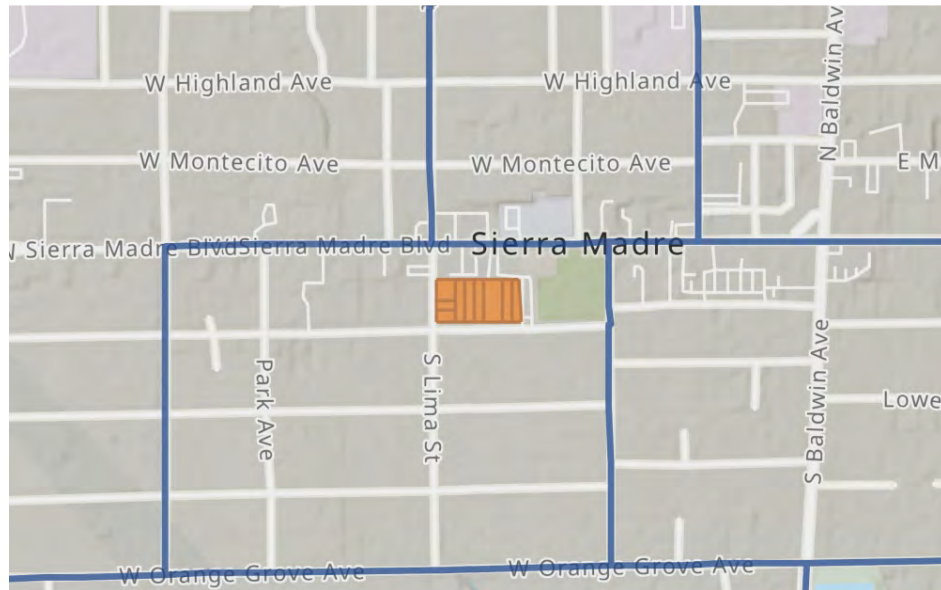 W Highland Ave
W Highland Ave
N Baldwin Av
W Montecito Ave
W Montecito Ave
E M
Sierra Madre Blvd
Sierra Madre Blvd
Sierra Madre
Park Ave
S Lima St
S Baldwin Ave
Lowe
W Orange Grove Ave
W Orange Grove Ave